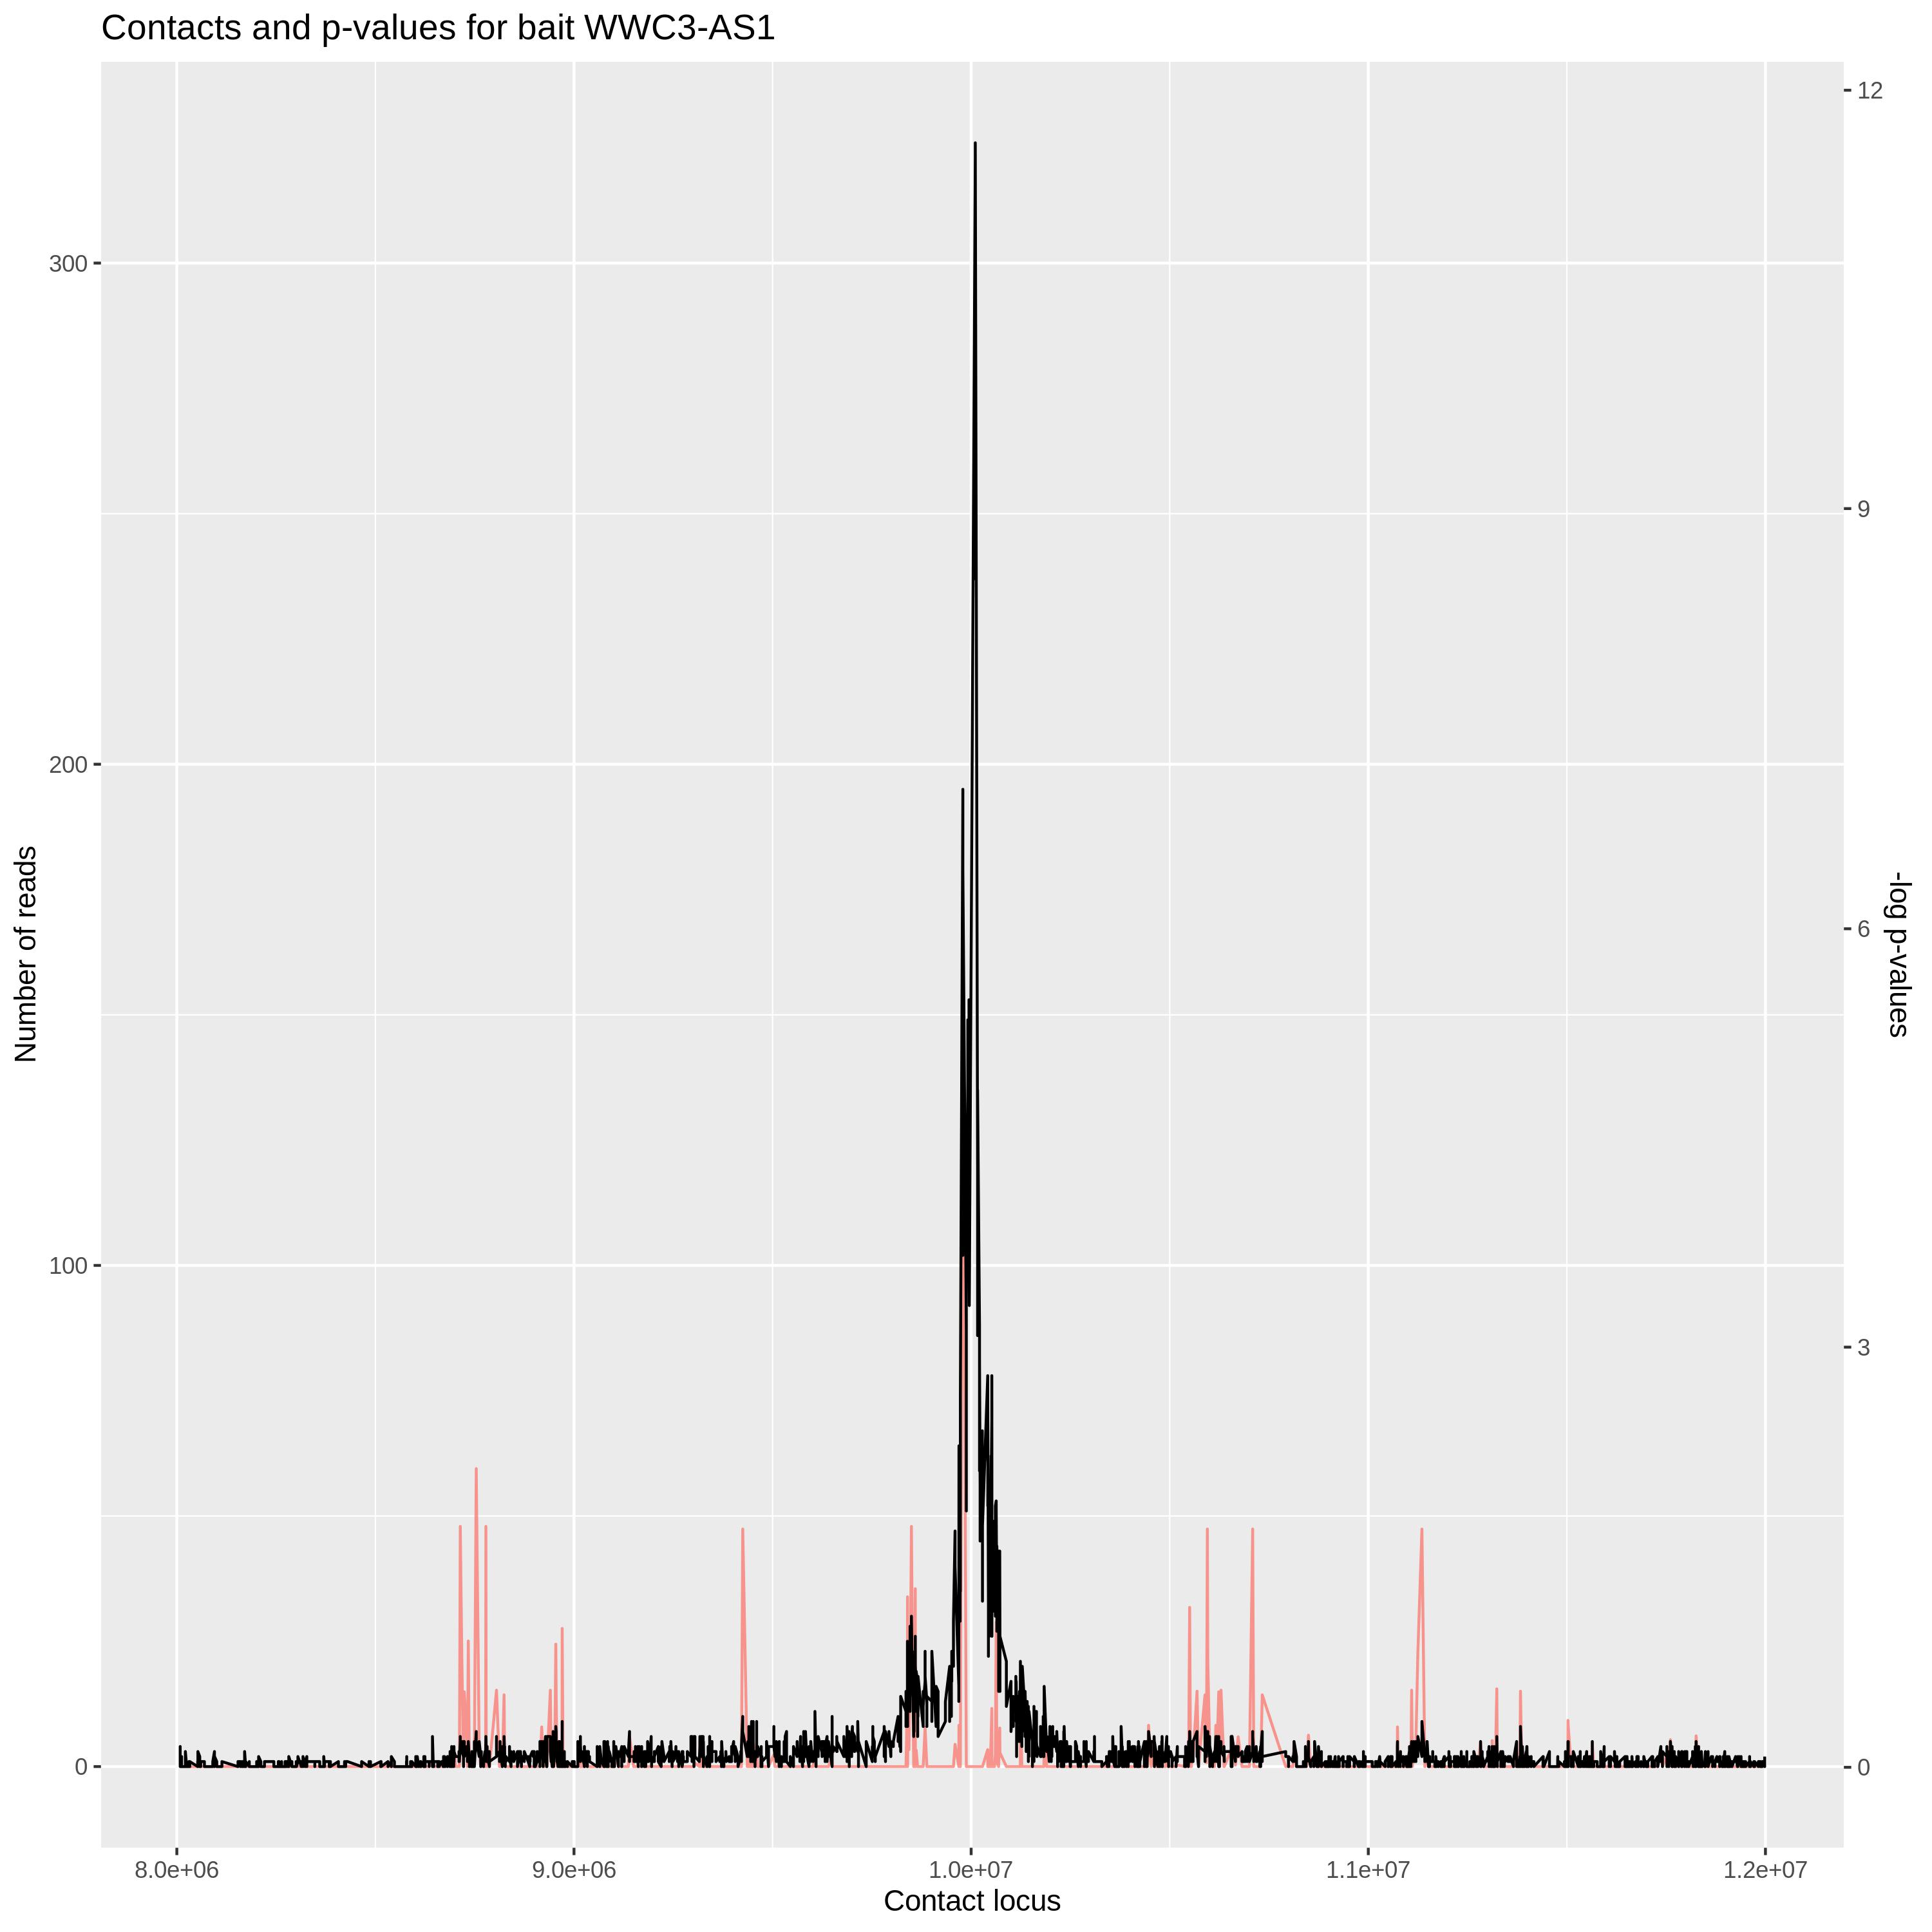 Contacts and p-values for bait WWC3-AS1
12
300
9
200
6
Number of reads
-log p-values
100
3
0
0
8.0e+06 9.0e+06 1.0e+07 1.1e+07 1.2e+07
Contact locus